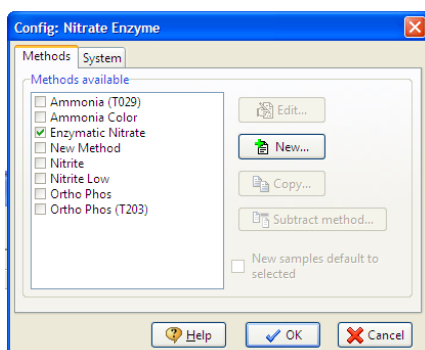 Config: Nitrate Enzyme
Methods System
Methods available
Ammonia (T029)
Ammonia Color
Enzymatic Nitrate
New Method
Nitrite
Nitrite Low
Ortho Phos
Ortho Phos (T203)
Edit...
New...
Copy...
Subtract method...
New samples default to
selected
Help OK Cancel